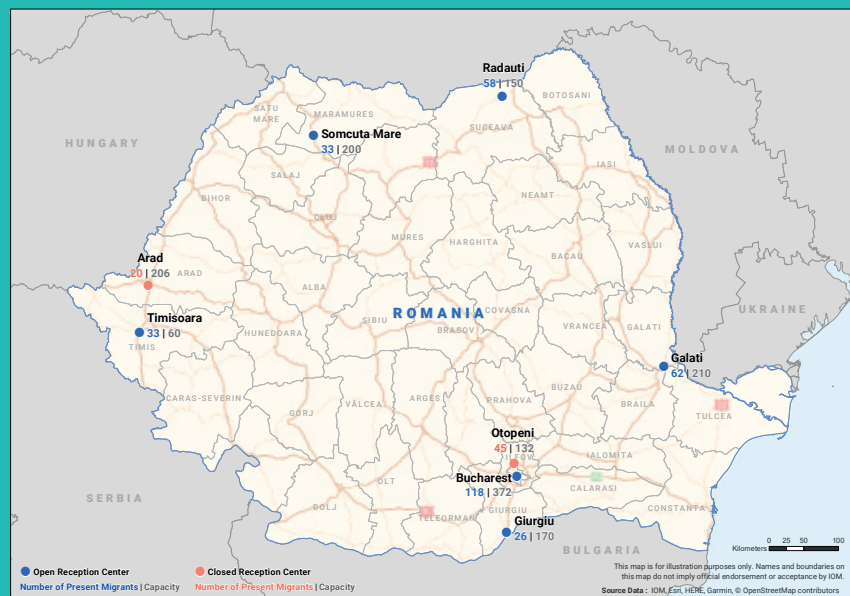 Radauti
58 | 150
BOTOSANI
SATU
MARE
MARAMURES
Somcuta Mare
33 | 200
SUCEAVA
HUNGARY
MOLDOVA
IASI
SALAJ
BIHOR
NEAMT
CLUJ
MURES
HARGHITA
VASLUI
BACAU
Arad
20 | 206
ARAD
ALBA
UKRAINE
ROMANIA
COVASNA
Timisoara
33 | 60
SIBIU
BRASOV
VRANCEA
GALATI
HUNEDOARA
TIMIS
Galati
62 | 210
CARAS-SEVERIN
GORJ
VÂLCEA
ARGES
PRAHOVA
BUZAU
BRAILA
TULCEA
Otopeni
45 | 132
ILFOV
IALOMITA
Bucharest
118 | 372
OLT
CALARASI
SERBIA
DOLJ
TELEORMAN
GIURGIU
CONSTANTA
Giurgiu
26 | 170
BULGARIA
0 25 50 100
Kilometers
This map is for illustration purposes only. Names and boundaries on
this map do not imply official endorsement or acceptance by IOM.
Open Reception Center
Number of Present Migrants | Capacity
Closed Reception Center
Number of Present Migrants | Capacity
Source Data : IOM, Esri, HERE, Garmin, © OpenStreetMap contributors